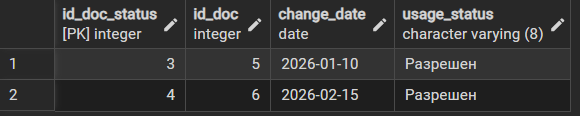 id_doc_status id_doc change_date usage_status
[PK] integer integer date character varying (8)
1 3 5 2026-01-10 Разрешен
2 4 6 2026-02-15 Разрешен